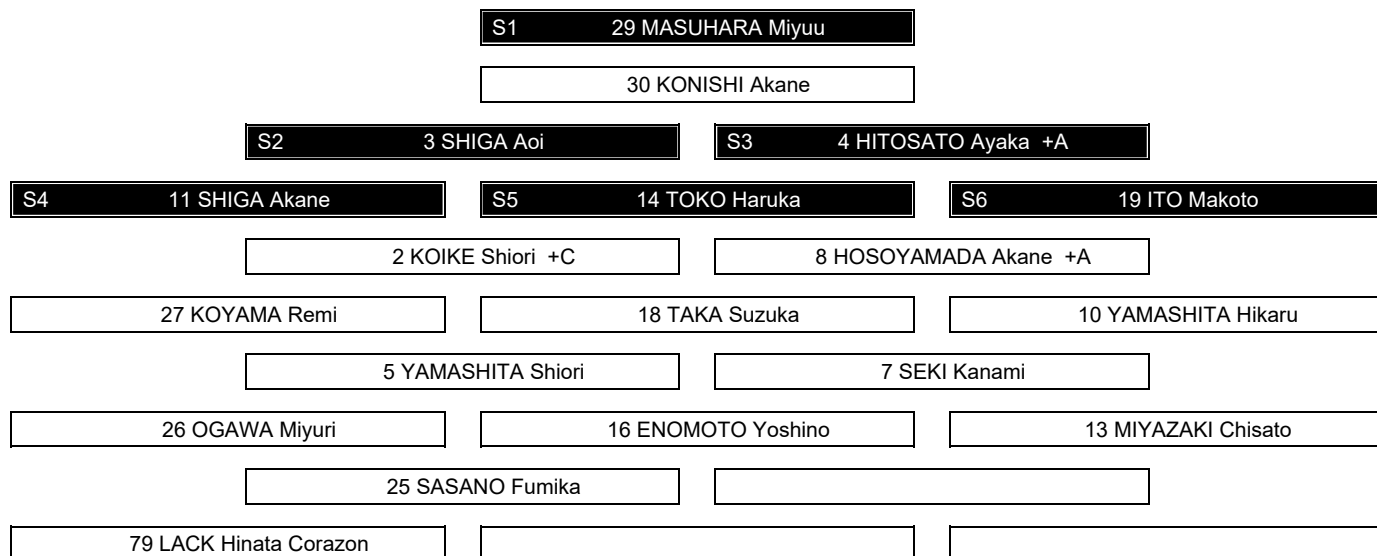 S1 29 MASUHARA Miyuu
30 KONISHI Akane
S2 3 SHIGA Aoi S3 4 HITOSATO Ayaka +A
S4 11 SHIGA Akane S5 14 TOKO Haruka S6 19 ITO Makoto
2 KOIKE Shiori +C 8 HOSOYAMADA Akane +A
27 KOYAMA Remi 18 TAKA Suzuka 10 YAMASHITA Hikaru
5 YAMASHITA Shiori 7 SEKI Kanami
26 OGAWA Miyuri 16 ENOMOTO Yoshino 13 MIYAZAKI Chisato
25 SASANO Fumika
79 LACK Hinata Corazon